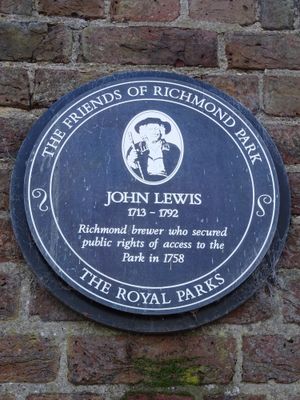 THE FRIENDS OF RICHMOND PARK
JOHN LEWIS
1713 - 1792
Richmond brewer who secured
public rights of access to the
Park in 1758
THE ROYAL PARKS